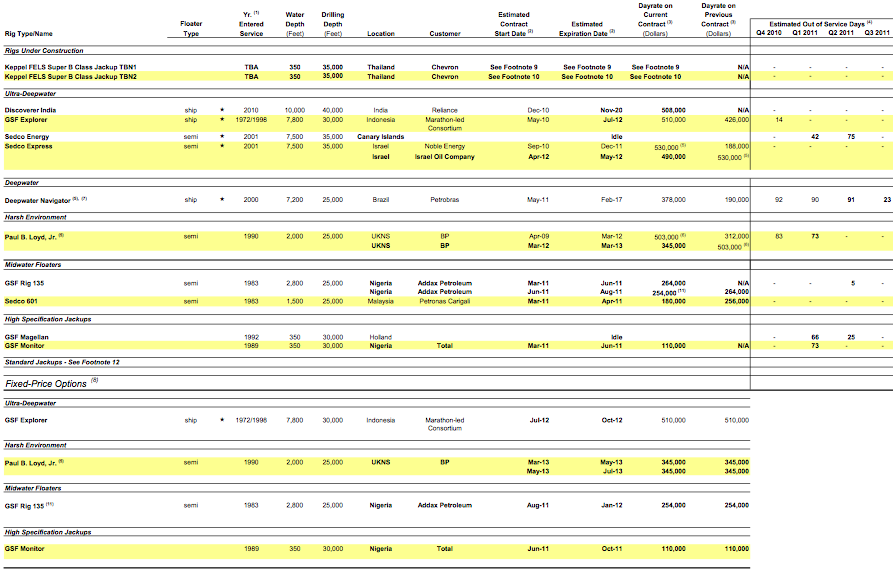 Rig Type/Name Floater Type Yr. (1) Entered Service Water Depth (Feet) Drilling Depth (Feet) Location Customer Estimated Contract Start Date (2) Estimated Expiration Date (2) Dayrate on Current Contract (3) (Dollars) Dayrate on Previous Contract (3) (Dollars) Estimated Out of Service Days (4) Q4 2010 Q1 2011 Q2 2011 Q3 2011
Rigs Under Construction
Keppel FELS Super B Class Jackup TBN1 TBA 350 35,000 Thailand Chevron See Footnote 9 See Footnote 9 See Footnote 9 N/A - - - -
Keppel FELS Super B Class Jackup TBN2 TBA 350 35,000 Thailand Chevron See Footnote 10 See Footnote 10 See Footnote 10 N/A - - - -
Ultra-Deepwater
Discoverer India ship ★ 2010 10,000 40,000 India Reliance Dec-10 Nov-20 508,000 N/A - - - -
GSF Explorer ship ★ 1972/1998 7,800 30,000 Indonesia Marathon-led May-10 Jul-12 510,000 426,000 14 - - -
Consortium
Sedco Energy semi ★ 2001 7,500 35,000 Canary Islands Idle - 42 75 -
Sedco Express semi ★ 2001 7,500 35,000 Israel Noble Energy Sep-10 Dec-11 530,000 188,000 - - - -
Israel Israel Oil Company Apr-12 May-12 490,000 530,000
Deepwater
Deepwater Navigator (5), (7) ship ★ 2000 7,200 25,000 Brazil Petrobras May-11 Feb-17 378,000 190,000 92 90 91 23
Harsh Environment
Paul B. Loyd, Jr. semi 1990 2,000 25,000 UKNS BP Apr-09 Mar-12 503,000 312,000 83 73 - -
UKNS BP Mar-12 Mar-13 345,000 503,000
Midwater Floaters
GSF Rig 135 semi 1983 2,800 25,000 Nigeria Addax Petroleum Mar-11 Jun-11 264,000 N/A - - 5 -
Nigeria Addax Petroleum Jun-11 Aug-11 254,000 (11) 264,000
Sedco 601 semi 1983 1,500 25,000 Malaysia Petronas Carigali Mar-11 Apr-11 180,000 256,000 - - - -
High Specification Jackups
GSF Magellan 1992 350 30,000 Holland Idle - 66 25 -
GSF Monitor 1989 350 30,000 Nigeria Total Mar-11 Jun-11 110,000 N/A - 73 - -
Standard Jackups - See Footnote 12
Fixed-Price Options (8)
Ultra-Deepwater
GSF Explorer ship ★ 1972/1998 7,800 30,000 Indonesia Marathon-led Jul-12 Oct-12 510,000 510,000
Consortium
Harsh Environment
Paul B. Loyd, Jr. semi 1990 2,000 25,000 UKNS BP Mar-13 May-13 345,000 345,000
May-13 Jul-13 345,000 345,000
Midwater Floaters
GSF Rig 135 (11) semi 1983 2,800 25,000 Nigeria Addax Petroleum Aug-11 Jan-12 254,000 254,000
High Specification Jackups
GSF Monitor 1989 350 30,000 Nigeria Total Jun-11 Oct-11 110,000 110,000